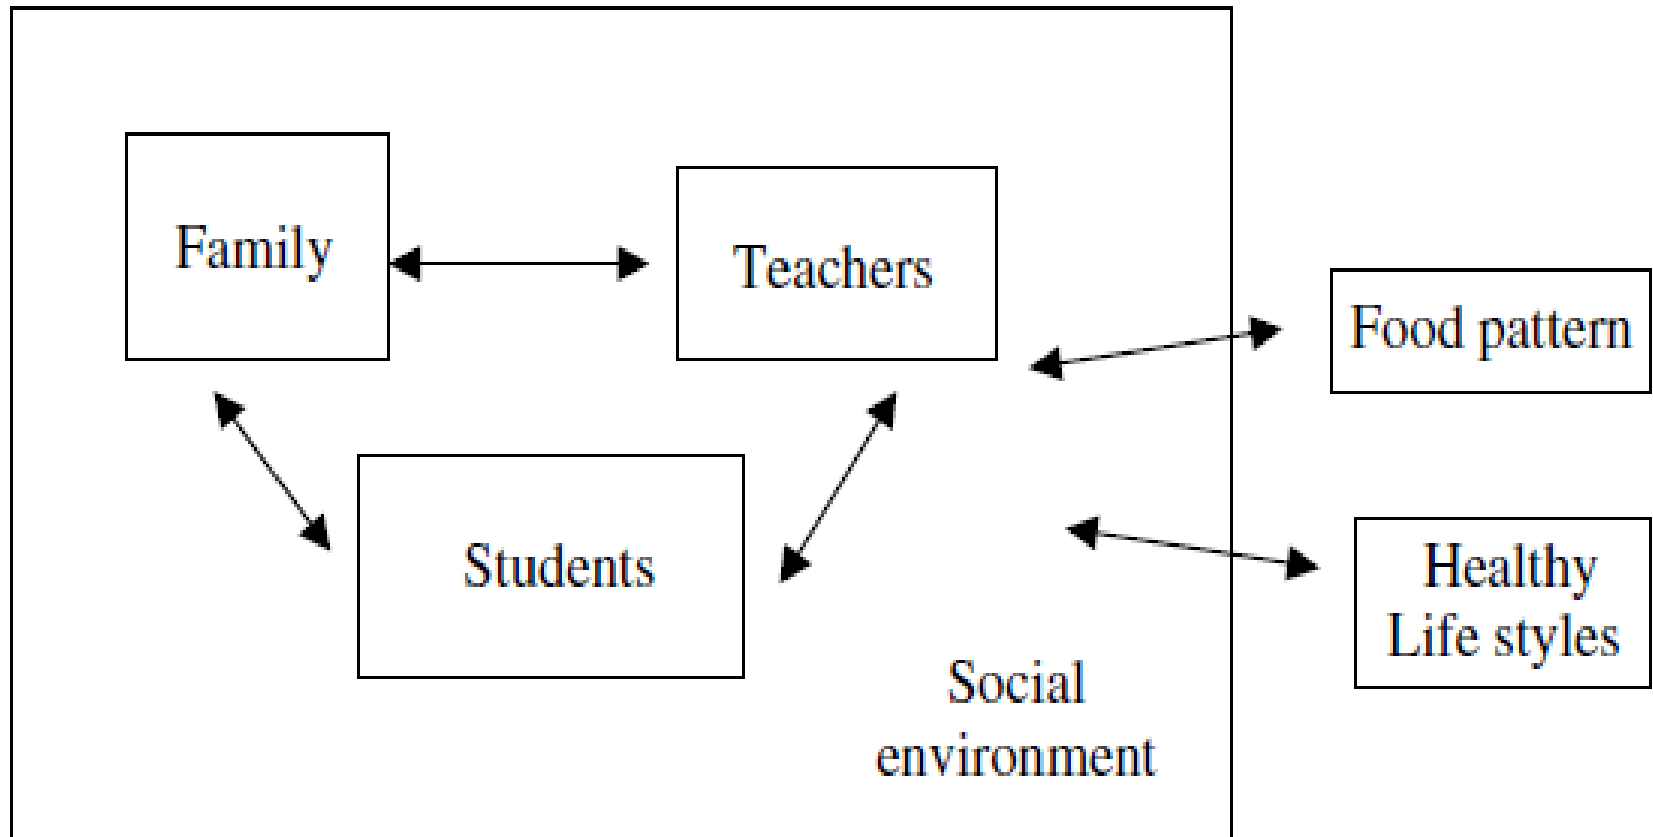 Family
Teachers
Food pattern
Students
Healthy
Life styles
Social
environment